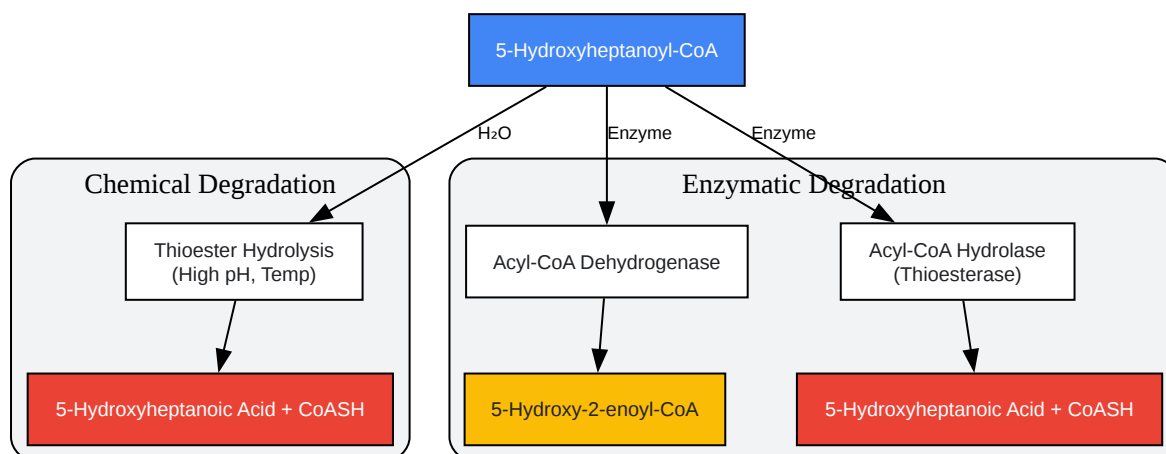 5-Hydroxyheptanoyl-CoA
H₂O
Enzyme
Enzyme
Chemical Degradation
Enzymatic Degradation
Thioester Hydrolysis
(High pH, Temp)
Acyl-CoA Dehydrogenase
Acyl-CoA Hydrolase
(Thioesterase)
5-Hydroxyheptanoic Acid + CoASH
5-Hydroxy-2-enoyl-CoA
5-Hydroxyheptanoic Acid + CoASH